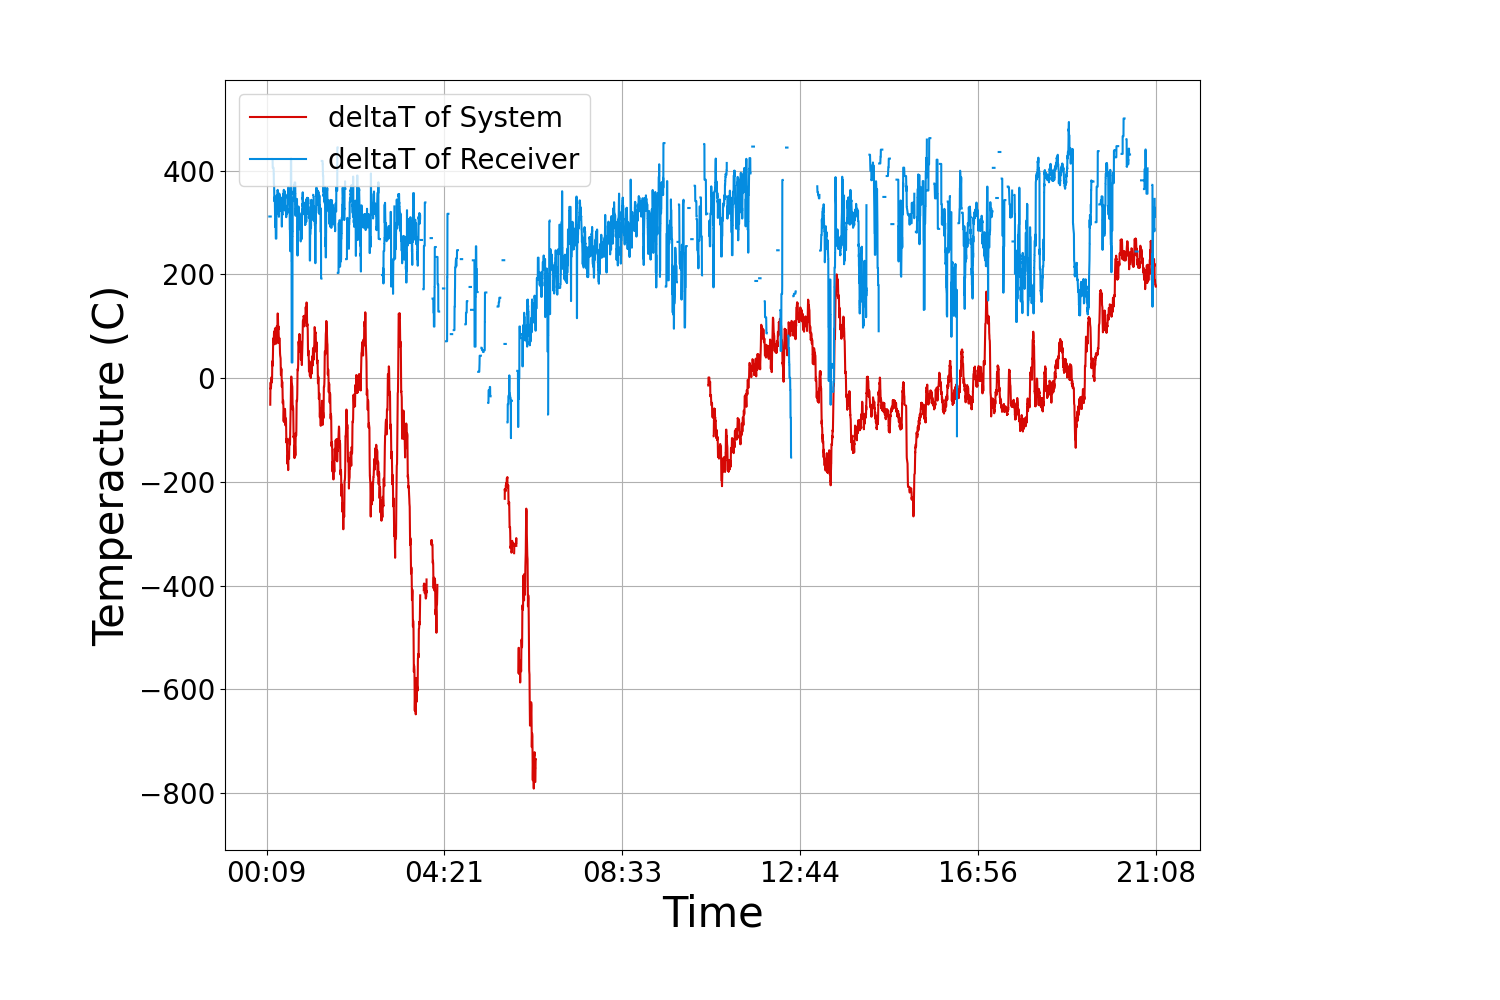 deltaT of System
deltaT of Receiver
400
200
0
−200
−400
−600
−800
Temperacture (C)
00:09 04:21 08:33 12:44 16:56 21:08
Time